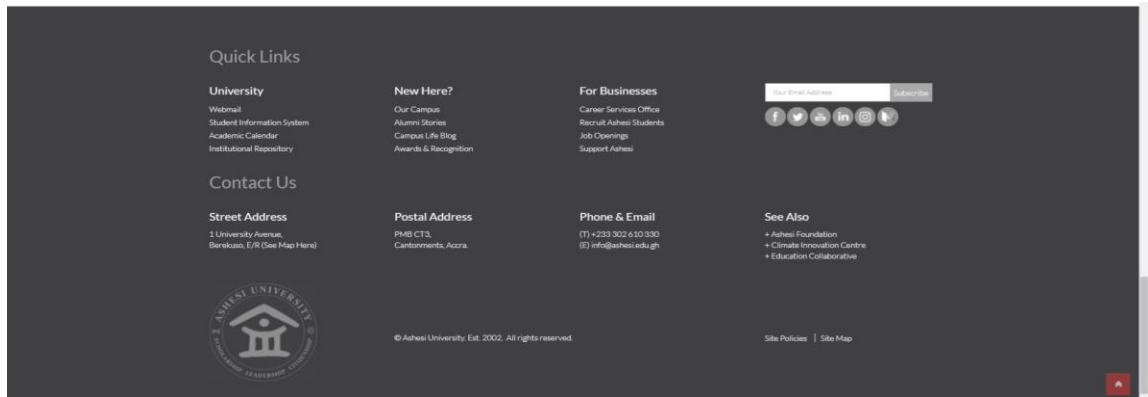 Quick Links
University
Webmail
Student Information System
Academic Calendar
Institutional Repository
New Here?
Our Campus
Alumni Stories
Campus Life Blog
Awards & Recognition
For Businesses
Career Services Office
Recruit Ashesi Students
Job Openings
Support Ashesi
Your Email Address
Subscribe
Contact Us
Street Address
1 University Avenue,
Berekuso, E/R (See Map Here)
Postal Address
PMB CT3,
Cantonments, Accra.
Phone & Email
(T) +233 302 610 330
(E) info@ashesi.edu.gh
See Also
+ Ashesi Foundation
+ Climate Innovation Centre
+ Education Collaborative
ASHESI UNIVERSITY
SCHOLARSHIP LEADERSHIP CITIZENSHIP
© Ashesi University. Est. 2002. All rights reserved.
Site Policies | Site Map